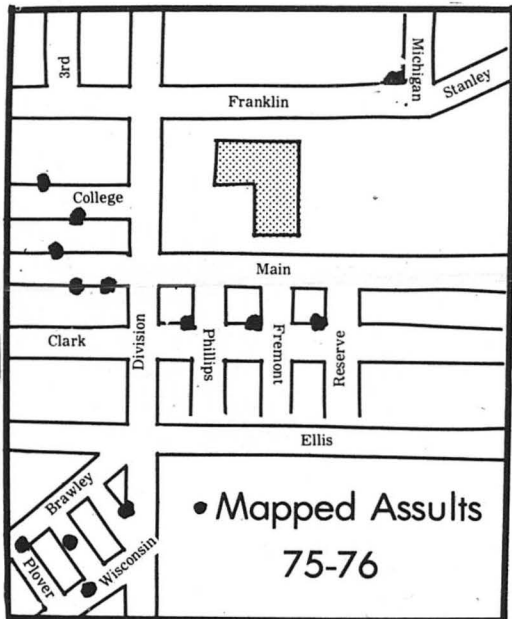 3rd
Michigan
Stanley
Franklin
College
Main
Clark
Division
Phillips
Fremont
Reserve
Ellis
Brawley
Plover
Wisconsin
Mapped Assults
75-76